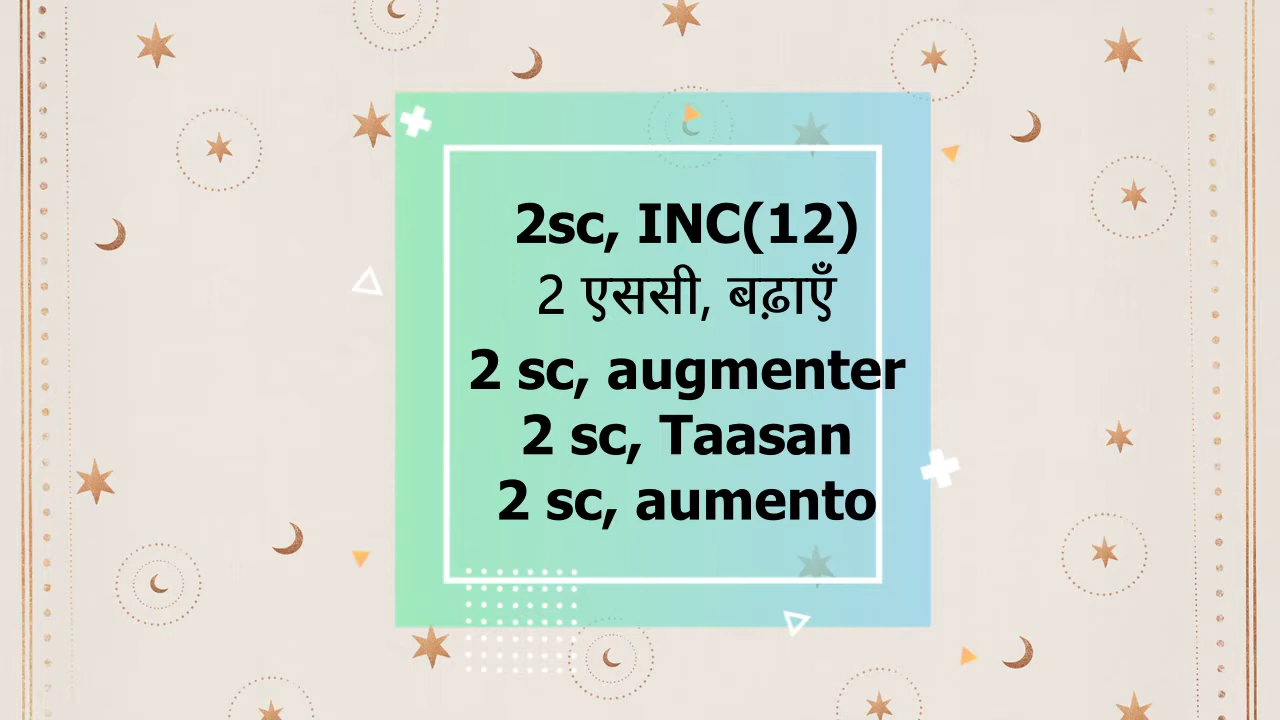 2sc, INC(12)
2 एससी, बढ़ाएँ
2 sc, augmenter
2 sc, Taasan
2 sc, aumento